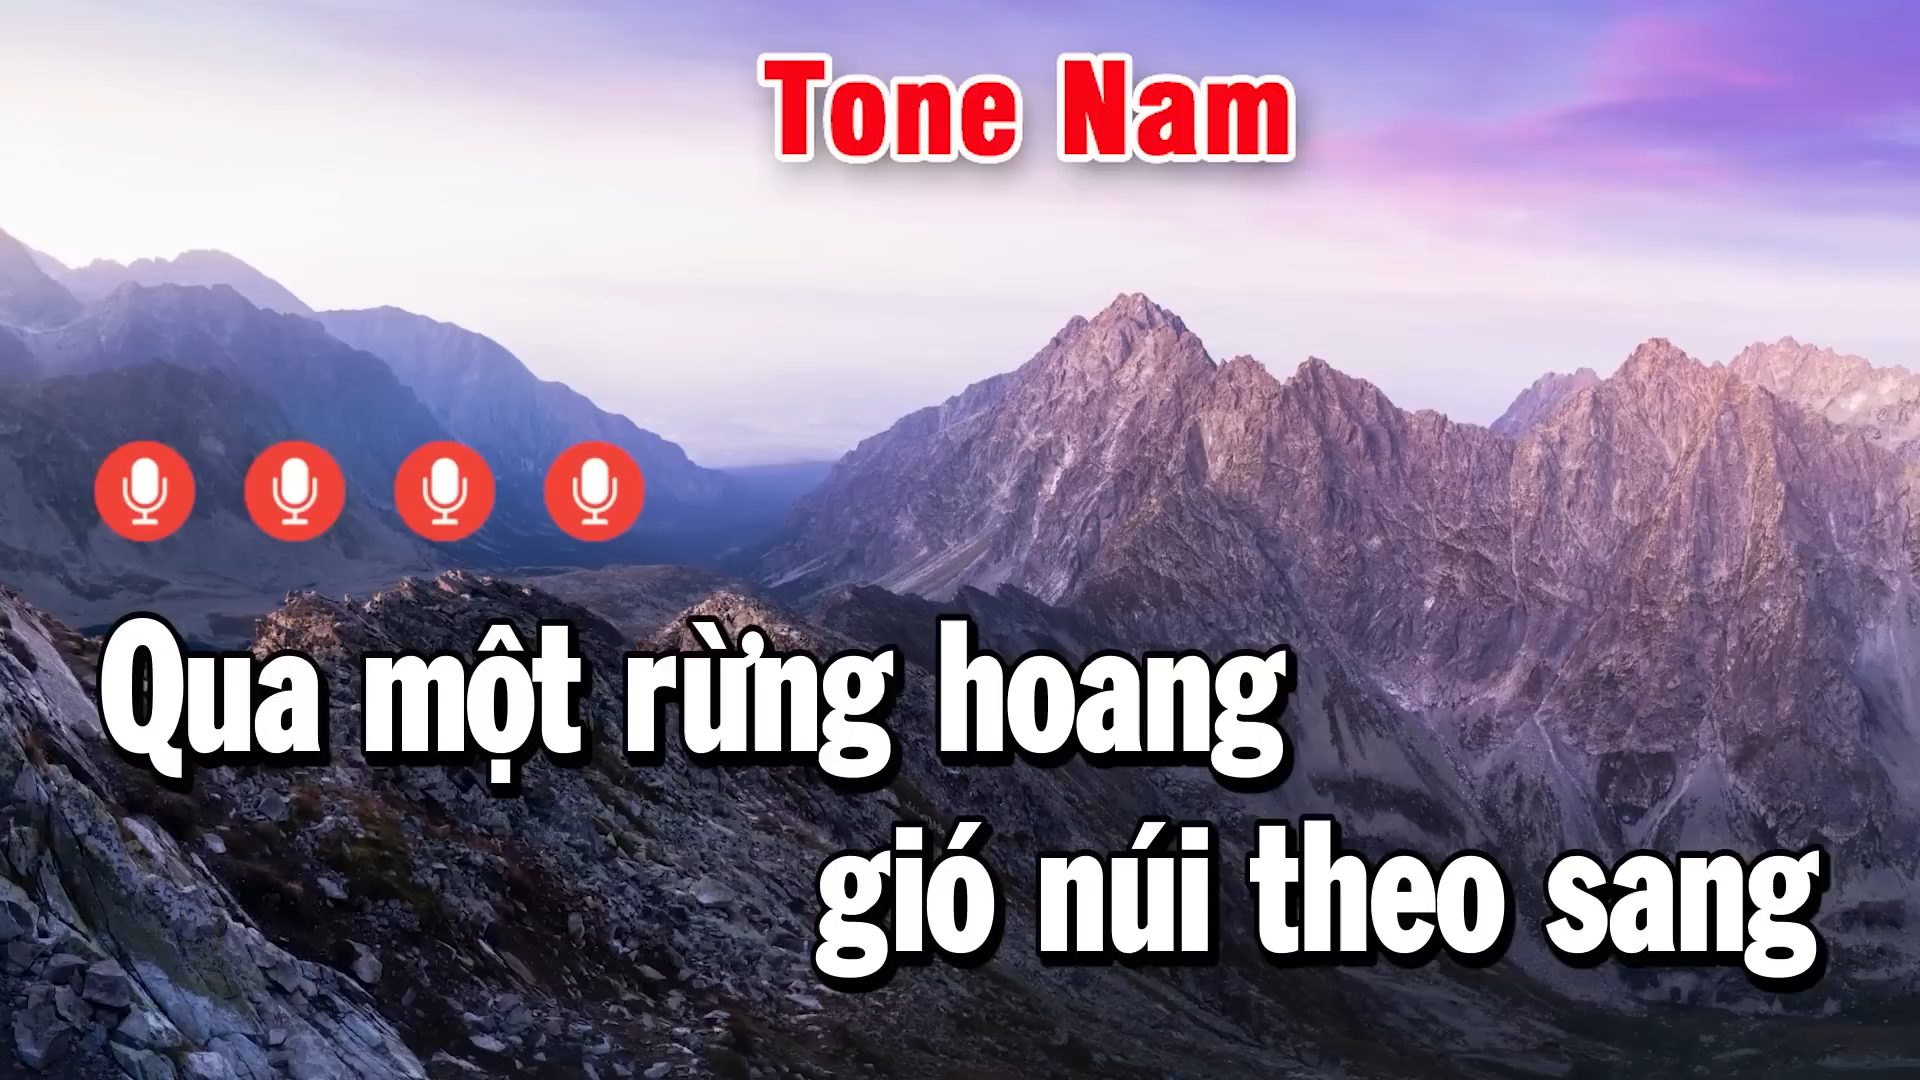 Tone Nam
Qua một rừng hoang
gió núi theo sang